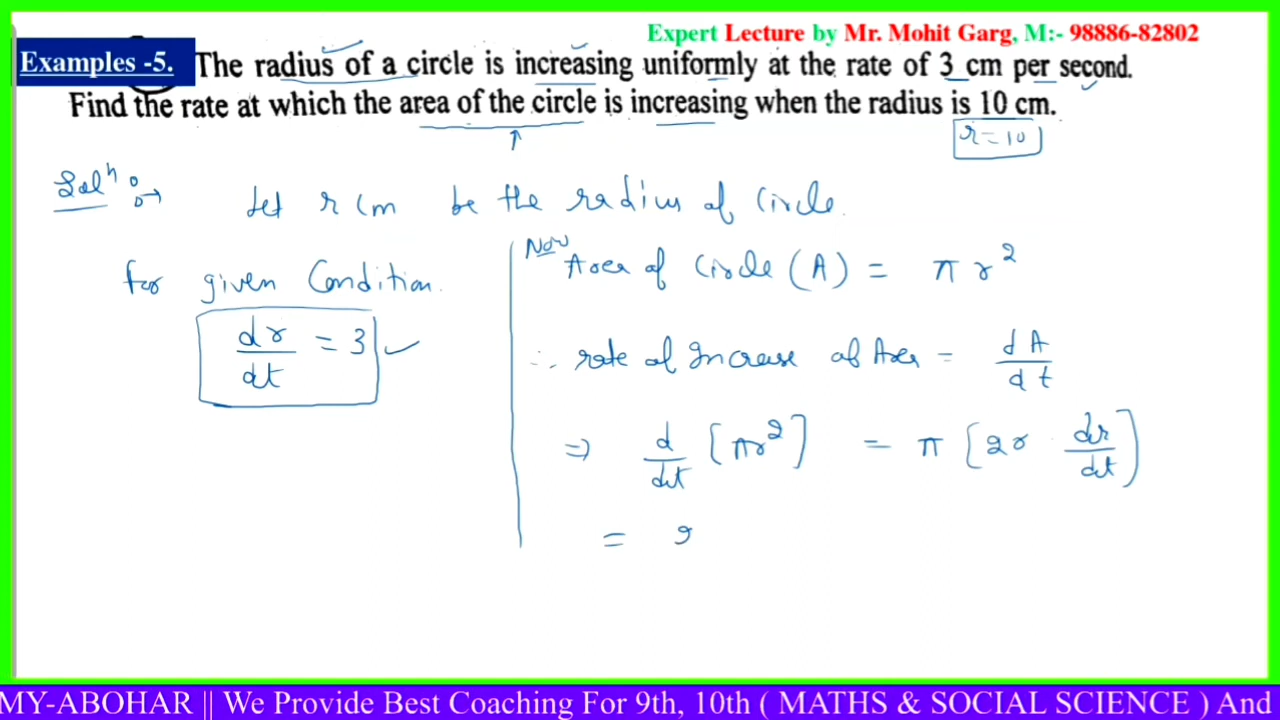 Expert Lecture by Mr. Mohit Garg, M:- 98886-82802
Examples -5. The radius of a circle is increasing uniformly at the rate of 3 cm per second.
Find the rate at which the area of the circle is increasing when the radius is 10 cm.
r = 10
Solⁿ :→ Let r cm be the radius of Circle.
for given Condition.
dr/dt = 3
Now Area of Circle (A) = π r²
∴ rate of Increase of Area = dA/dt
⇒ d/dt [πr²] = π [2r dr/dt]
=
MY-ABOHAR || We Provide Best Coaching For 9th, 10th ( MATHS & SOCIAL SCIENCE ) And